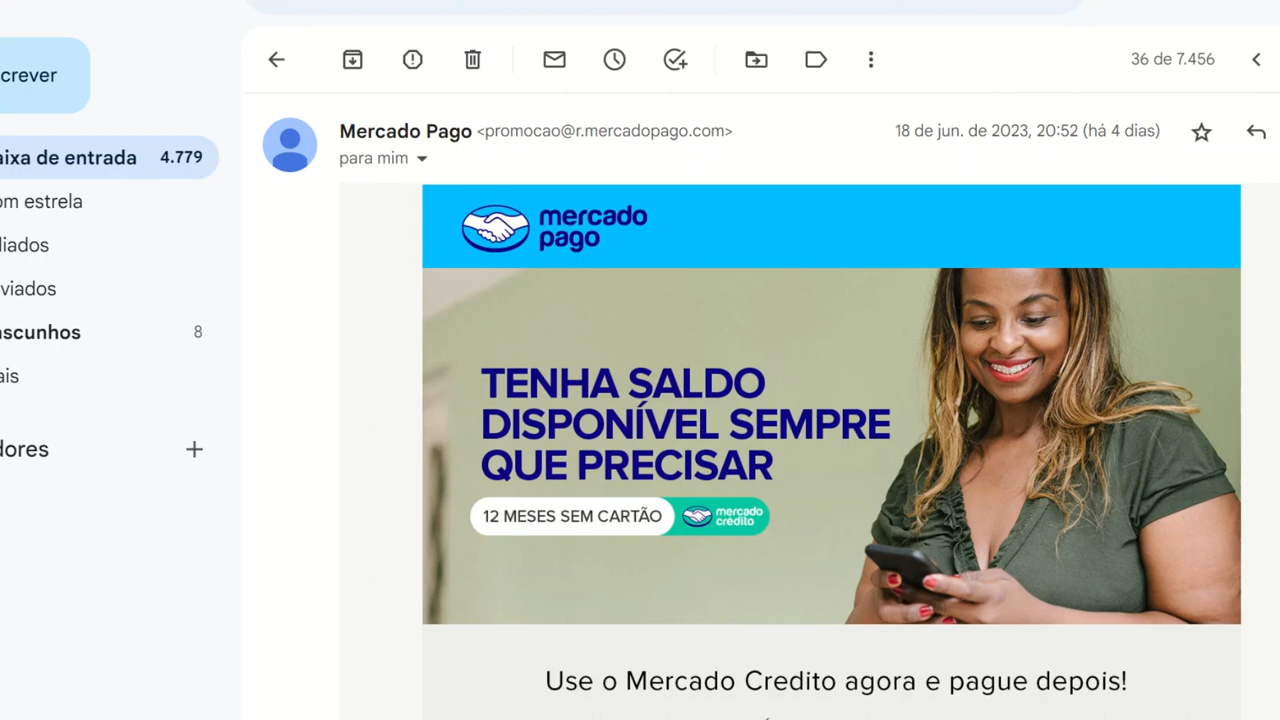 crever
36 de 7.456
aixa de entrada 4.779
om estrela
liados
viados
ascunhos 8
ais
dores
Mercado Pago <promocao@r.mercadopago.com>
18 de jun. de 2023, 20:52 (há 4 dias)
para mim
mercado
pago
TENHA SALDO
DISPONÍVEL SEMPRE
QUE PRECISAR
12 MESES SEM CARTÃO
mercado
crédito
Use o Mercado Credito agora e pague depois!